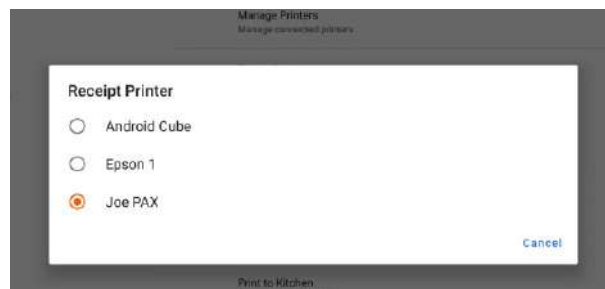 Manage Printers
Manage connected printers
Receipt Printer
Android Cube
Epson 1
Joe PAX
Cancel
Print to Kitchen